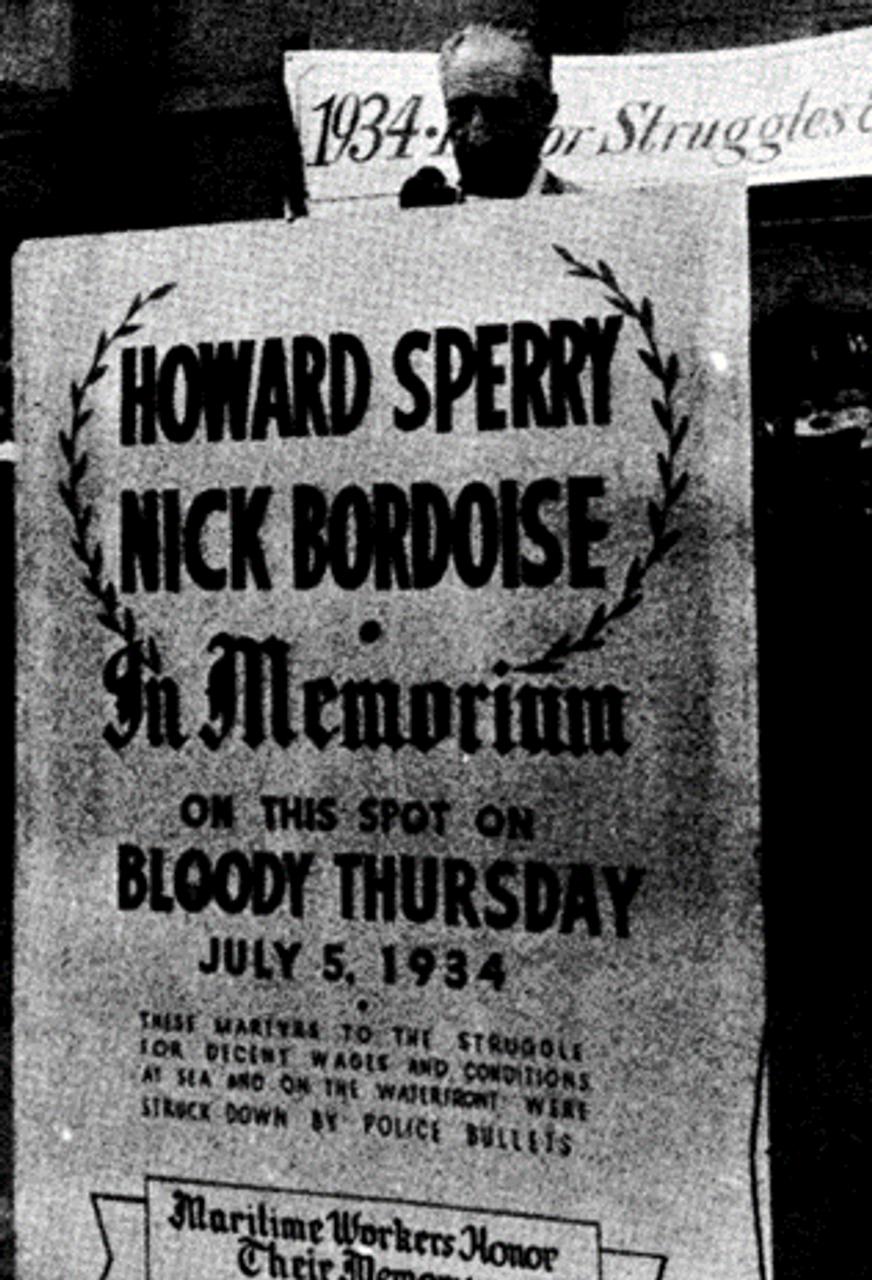 1934 · or Struggles
HOWARD SPERRY
NICK BORDOISE
In Memorium
ON THIS SPOT ON
BLOODY THURSDAY
JULY 5, 1934
THESE MARTYRS TO THE STRUGGLE
FOR DECENT WAGES AND CONDITIONS
AT SEA AND ON THE WATERFRONT WERE
STRUCK DOWN BY POLICE BULLETS
Maritime Workers Honor
Their